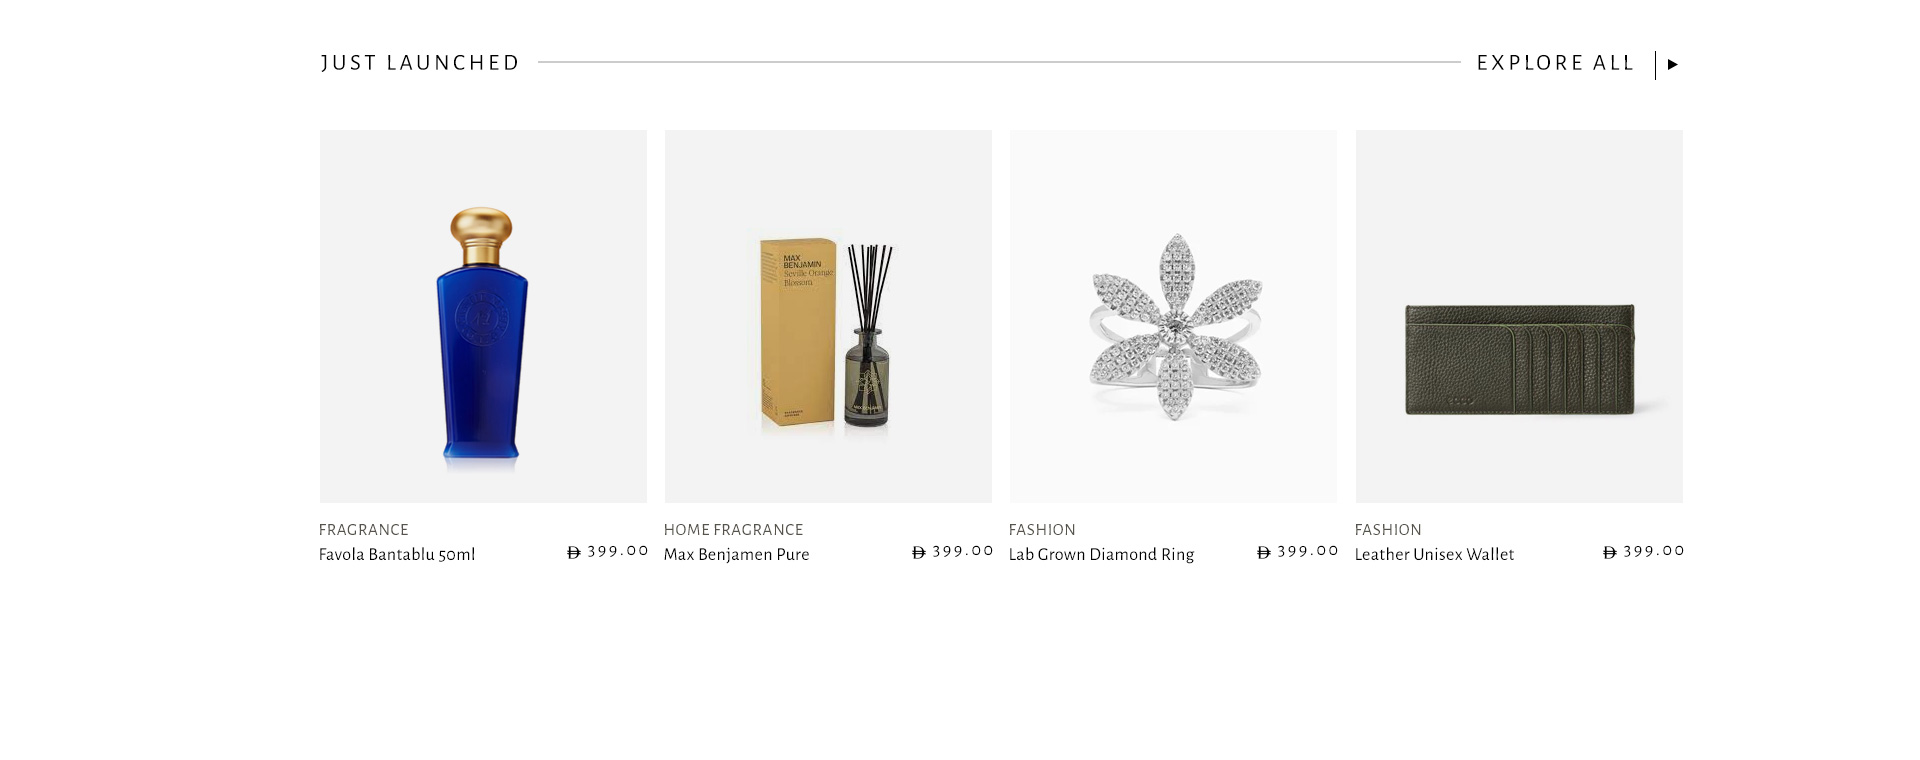 JUST LAUNCHED
EXPLORE ALL
MAX
BENJAMIN
Seville Orange
Blossom
FRAGRANCE
Favola Bantablu 50ml
399.00
HOME FRAGRANCE
Max Benjamen Pure
399.00
FASHION
Lab Grown Diamond Ring
399.00
FASHION
Leather Unisex Wallet
399.00